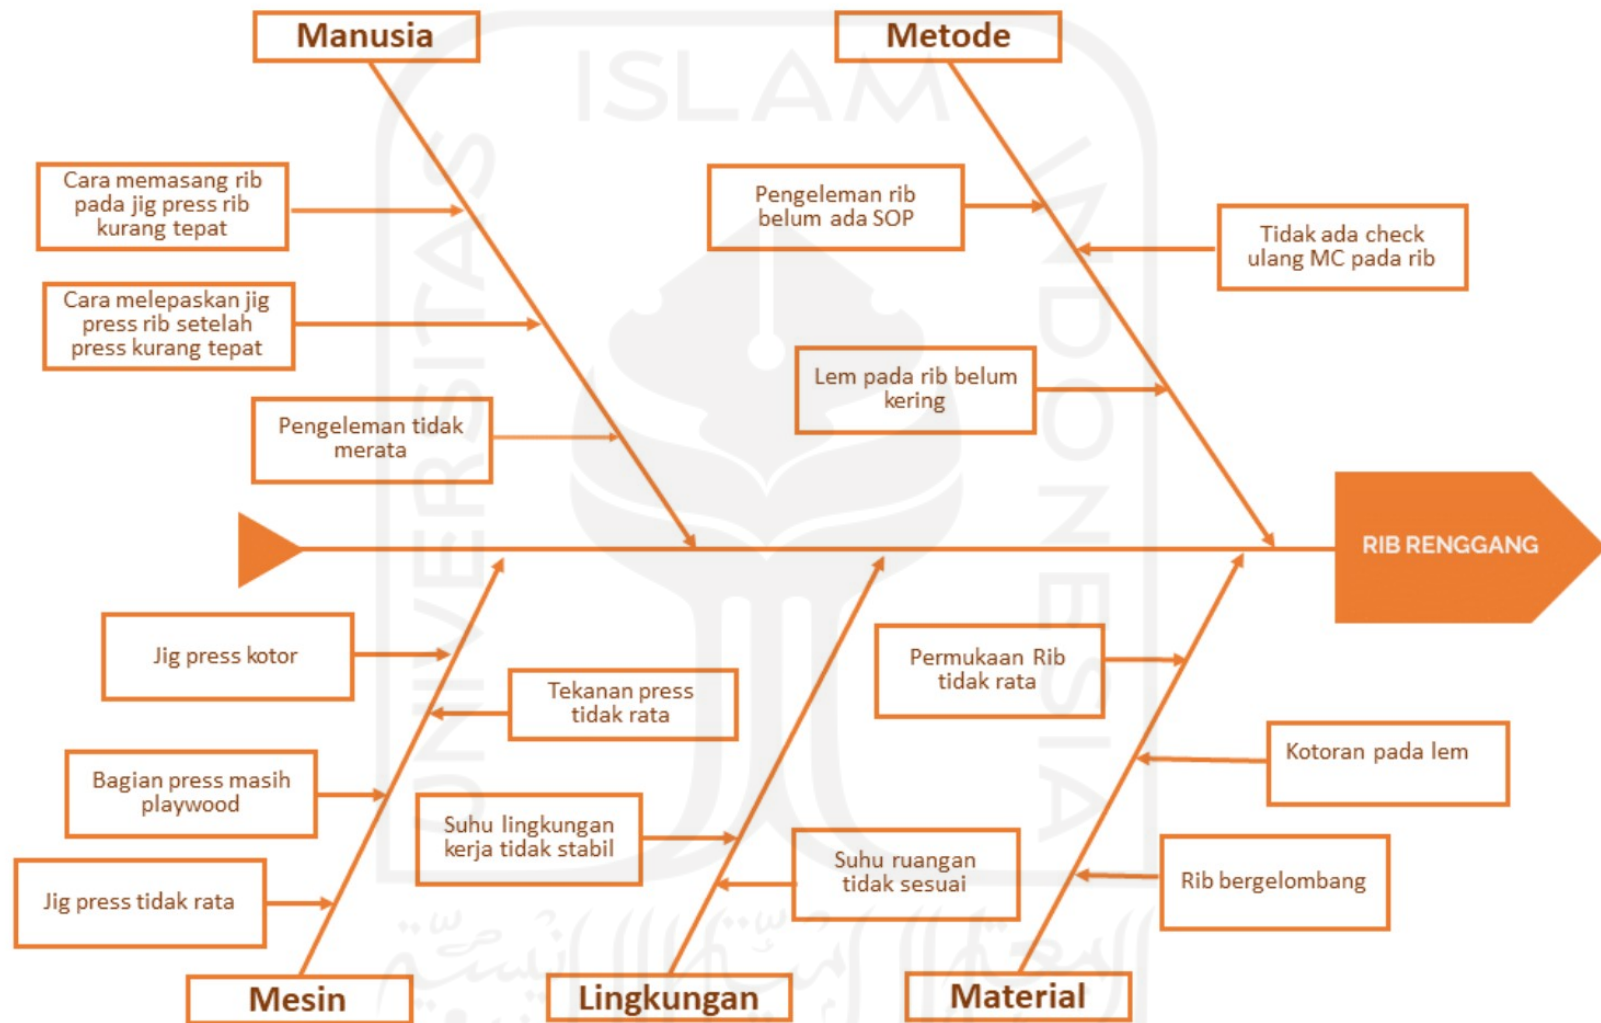 Manusia
Metode
Cara memasang rib
pada jig press rib
kurang tepat
Pengeleman rib
belum ada SOP
Tidak ada check
ulang MC pada rib
Cara melepaskan jig
press rib setelah
press kurang tepat
Lem pada rib belum
kering
Pengeleman tidak
merata
RIB RENGGANG
Jig press kotor
Tekanan press
tidak rata
Permukaan Rib
tidak rata
Bagian press masih
playwood
Kotoran pada lem
Suhu lingkungan
kerja tidak stabil
Suhu ruangan
tidak sesuai
Rib bergelombang
Jig press tidak rata
Mesin
Lingkungan
Material
UNIVERSITAS
ISLAM
INDONESIA